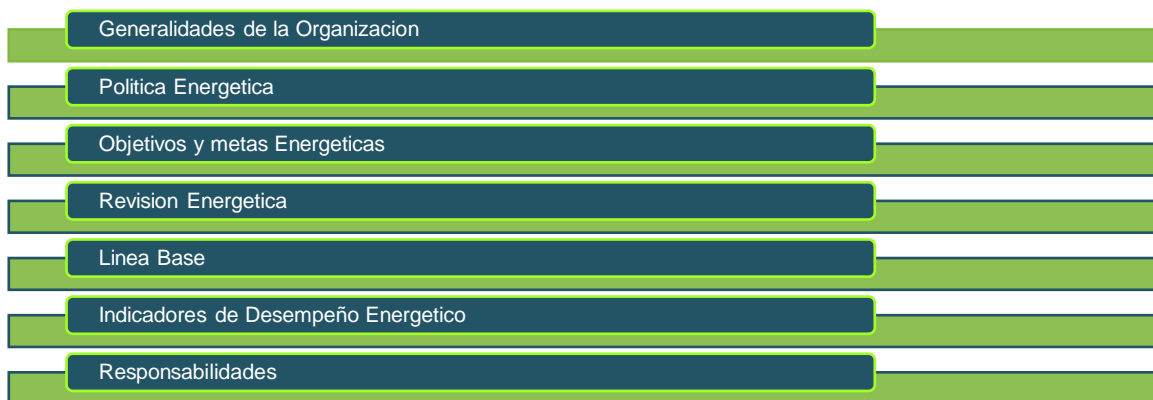 Generalidades de la Organizacion
Politica Energetica
Objetivos y metas Energeticas
Revision Energetica
Linea Base
Indicadores de Desempeño Energetico
Responsabilidades